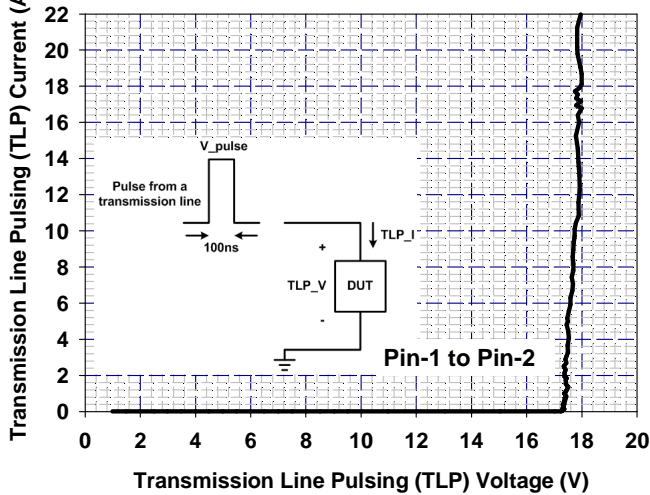 Transmission Line Pulsing (TLP) Current (A
22
20
18
16
14
12
10
8
6
4
2
0
V_pulse
Pulse from a
transmission line
100ns
TLP_I
+
TLP_V
DUT
-
Pin-1 to Pin-2
0 2 4 6 8 10 12 14 16 18 20
Transmission Line Pulsing (TLP) Voltage (V)